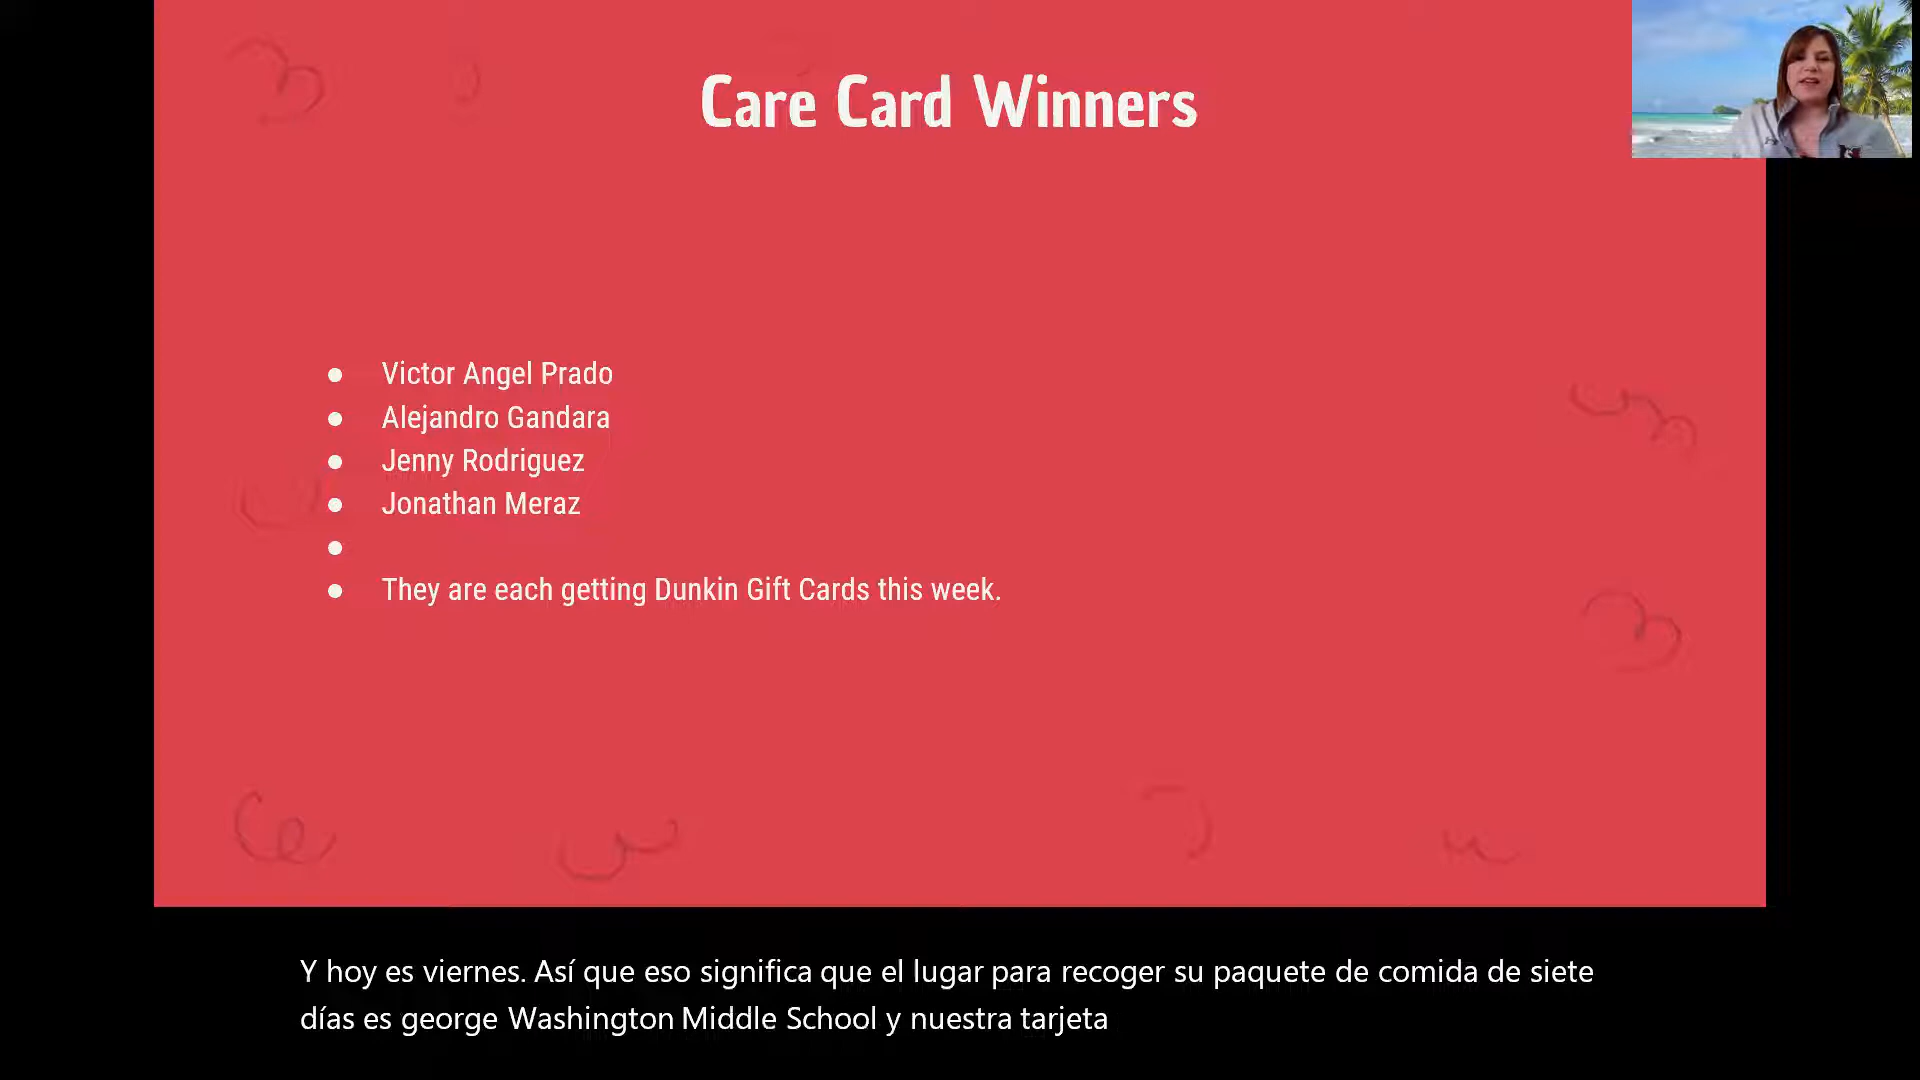 Care Card Winners
● Victor Angel Prado
● Alejandro Gandara
● Jenny Rodriguez
● Jonathan Meraz
●
● They are each getting Dunkin Gift Cards this week.
Y hoy es viernes. Así que eso significa que el lugar para recoger su paquete de comida de siete
días es george Washington Middle School y nuestra tarjeta